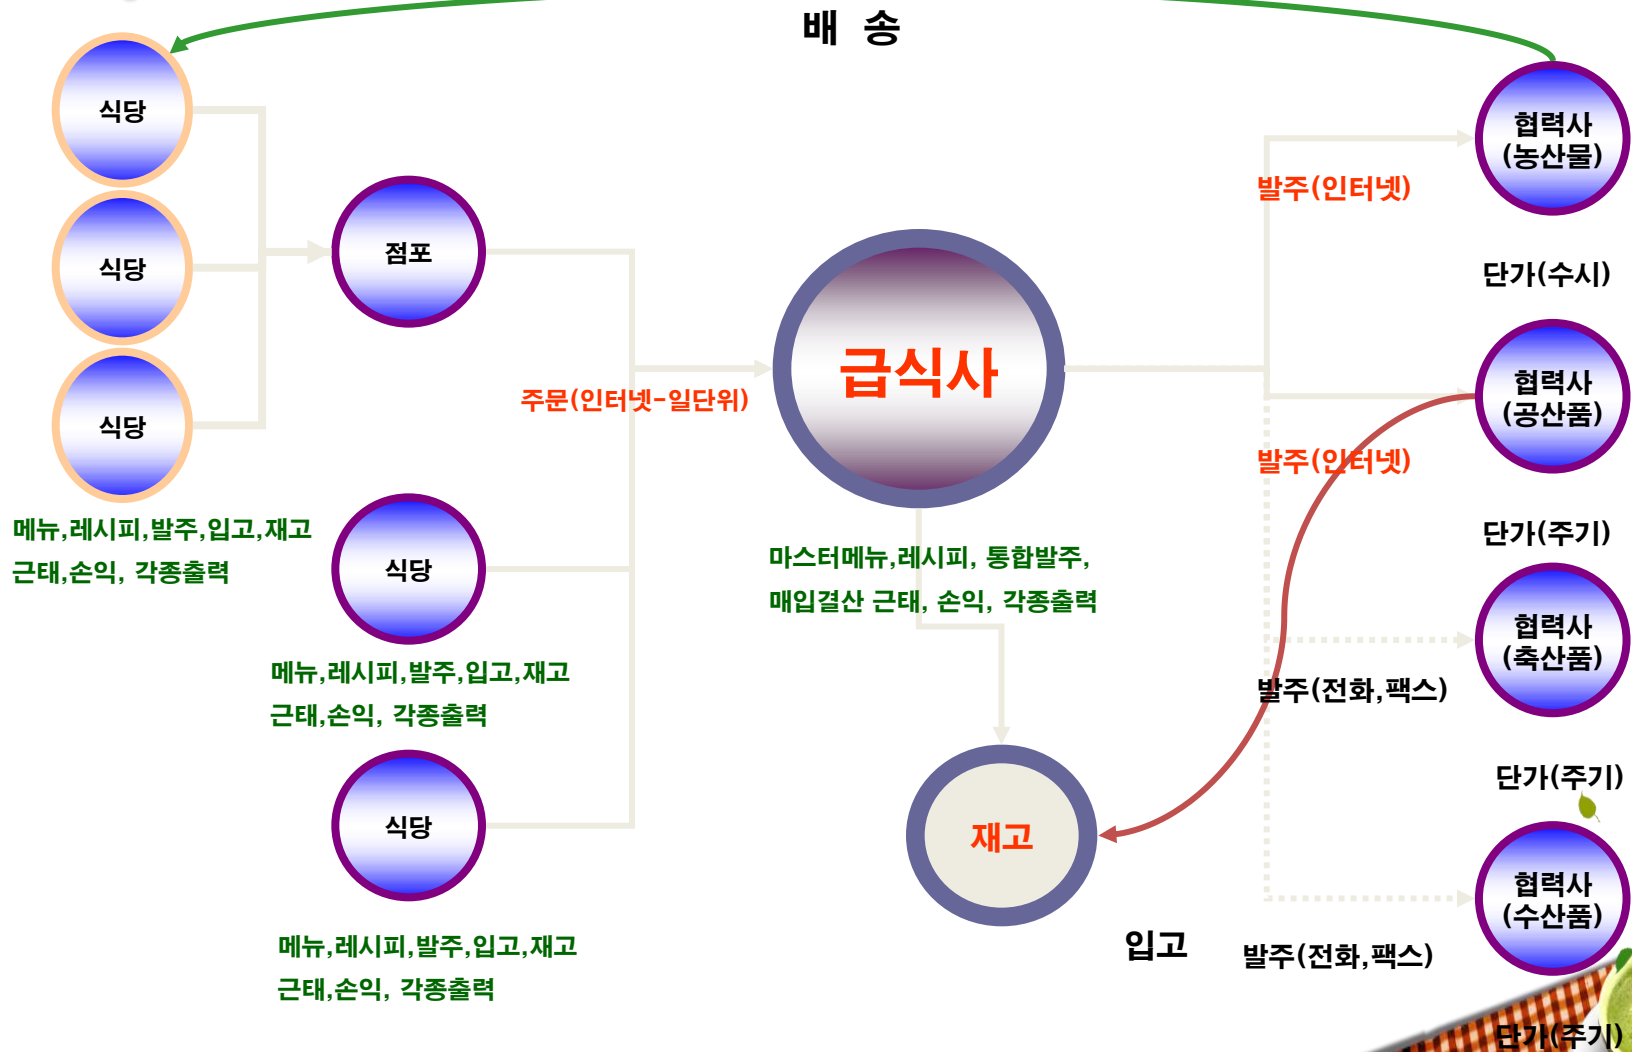 배 송
식당
협력사
(농산물)
발주(인터넷)
점포
식당
단가(수시)
급식사
협력사
(공산품)
주문(인터넷-일단위)
식당
발주(인터넷)
메뉴,레시피,발주,입고,재고
근태,손익, 각종출력
단가(주기)
마스터메뉴,레시피, 통합발주,
매입결산 근태, 손익, 각종출력
식당
협력사
(축산품)
메뉴,레시피,발주,입고,재고
근태,손익, 각종출력
발주(전화,팩스)
단가(주기)
식당
재고
협력사
(수산품)
메뉴,레시피,발주,입고,재고
근태,손익, 각종출력
입고
발주(전화,팩스)
단가(주기)